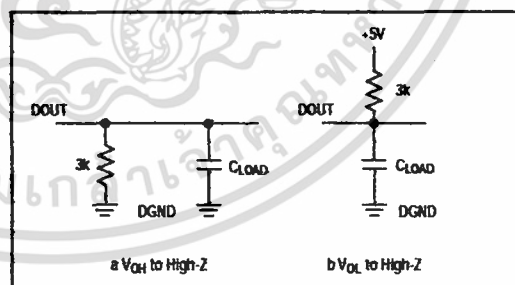 +5V
3k
DOUT
DOUT
3k
CLOAD
CLOAD
DGND
DGND
a VOH to High-Z
b VOL to High-Z